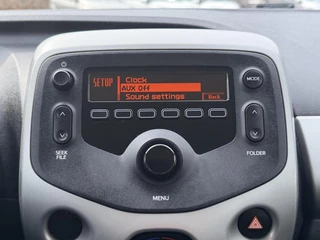 SETUP
Clock
AUX Off
Sound settings
Back
MODE
SEEK
FILE
FOLDER
MENU